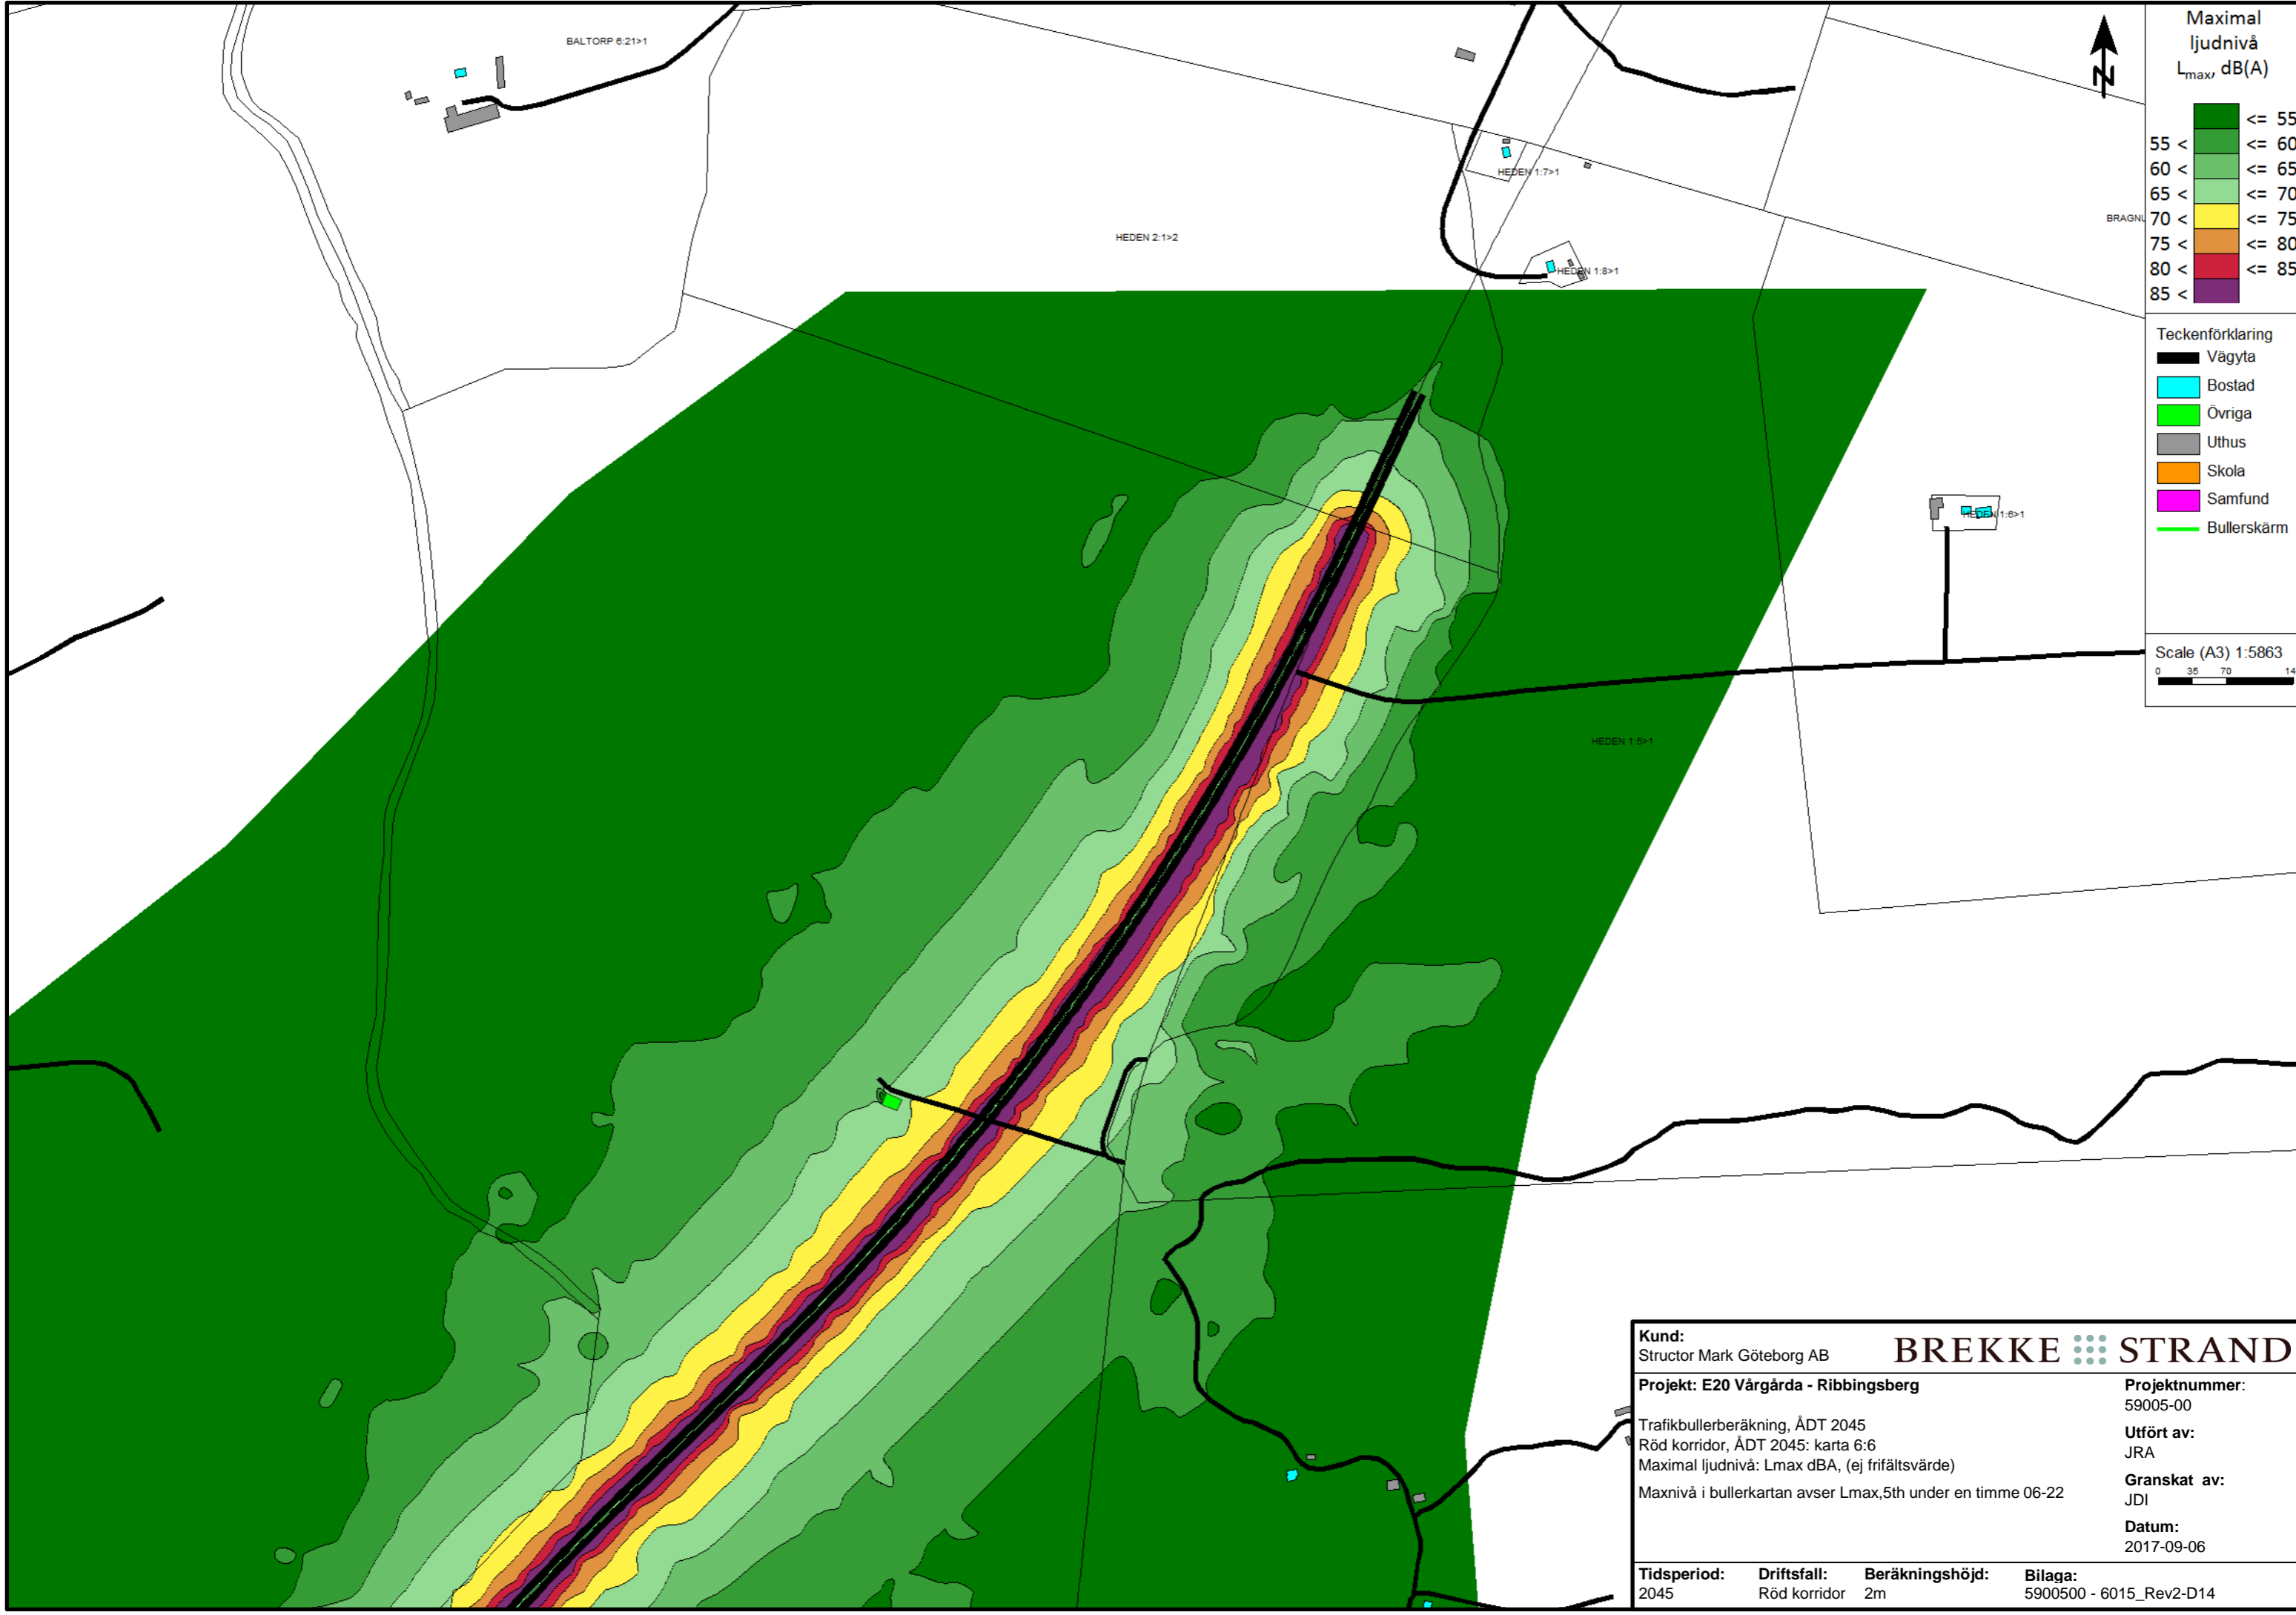 BALTORP 6:21>1
HEDEN 1:7>1
HEDEN 2:1>2
HEDEN 1:8>1
HEDEN 1:6>1
HEDEN 1:5>1
BRAGNU
N
Maximal
ljudnivå
Lmax, dB(A)
<= 55
55 < <= 60
60 < <= 65
65 < <= 70
70 < <= 75
75 < <= 80
80 < <= 85
85 <
Teckenförklaring
Vägyta
Bostad
Övriga
Uthus
Skola
Samfund
Bullerskärm
Scale (A3) 1:5863
0 35 70 14
Kund:
Structor Mark Göteborg AB
BREKKE STRAND
Projekt: E20 Vårgårda - Ribbingsberg
Trafikbullerberäkning, ÅDT 2045
Röd korridor, ÅDT 2045: karta 6:6
Maximal ljudnivå: Lmax dBA, (ej frifältsvärde)
Maxnivå i bullerkartan avser Lmax,5th under en timme 06-22
Projektnummer:
59005-00
Utfört av:
JRA
Granskat av:
JDI
Datum:
2017-09-06
Tidsperiod: Driftsfall: Beräkningshöjd: Bilaga:
2045 Röd korridor 2m 5900500 - 6015_Rev2-D14